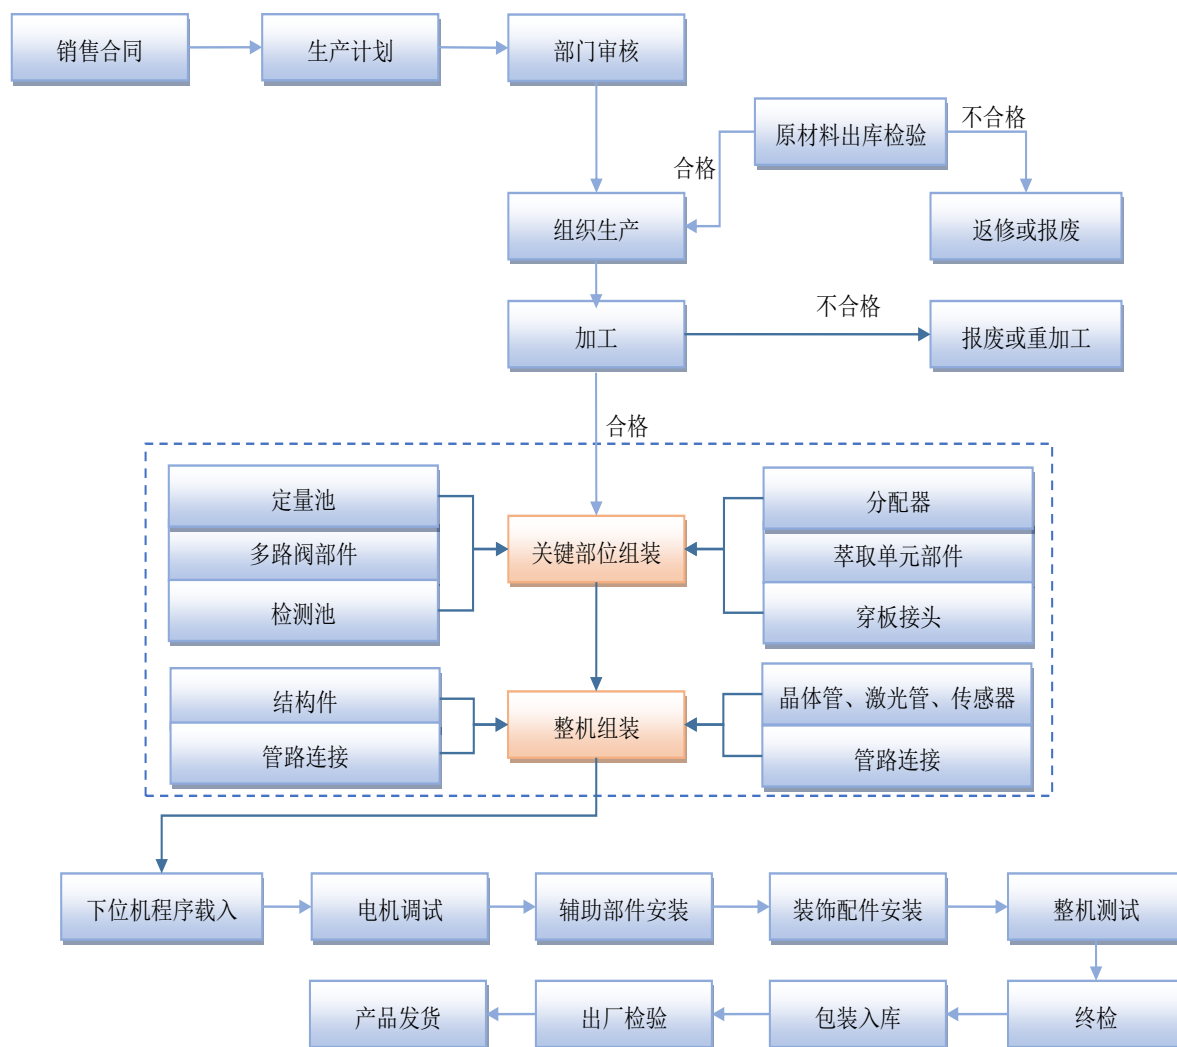 销售合同
生产计划
部门审核
原材料出库检验
不合格
合格
组织生产
返修或报废
加工
不合格
报废或重加工
合格
定量池
多路阀部件
检测池
关键部位组装
分配器
萃取单元部件
穿板接头
结构件
管路连接
整机组装
晶体管、激光管、传感器
管路连接
下位机程序载入
电机调试
辅助部件安装
装饰配件安装
整机测试
产品发货
出厂检验
包装入库
终检